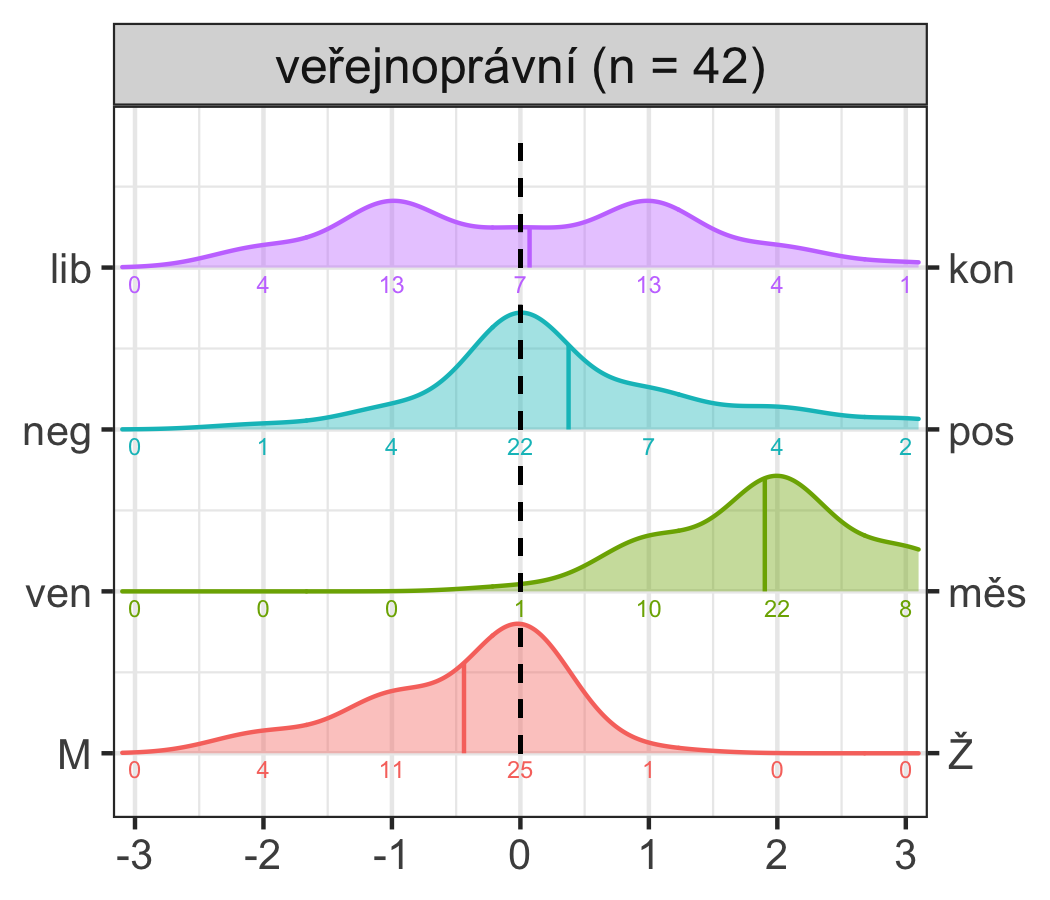 veřejnoprávní (n = 42)
lib kon
0 4 13 7 13 4 1
neg pos
0 1 4 22 7 4 2
ven měs
0 0 0 1 10 22 8
M Ž
0 4 11 25 1 0 0
-3 -2 -1 0 1 2 3